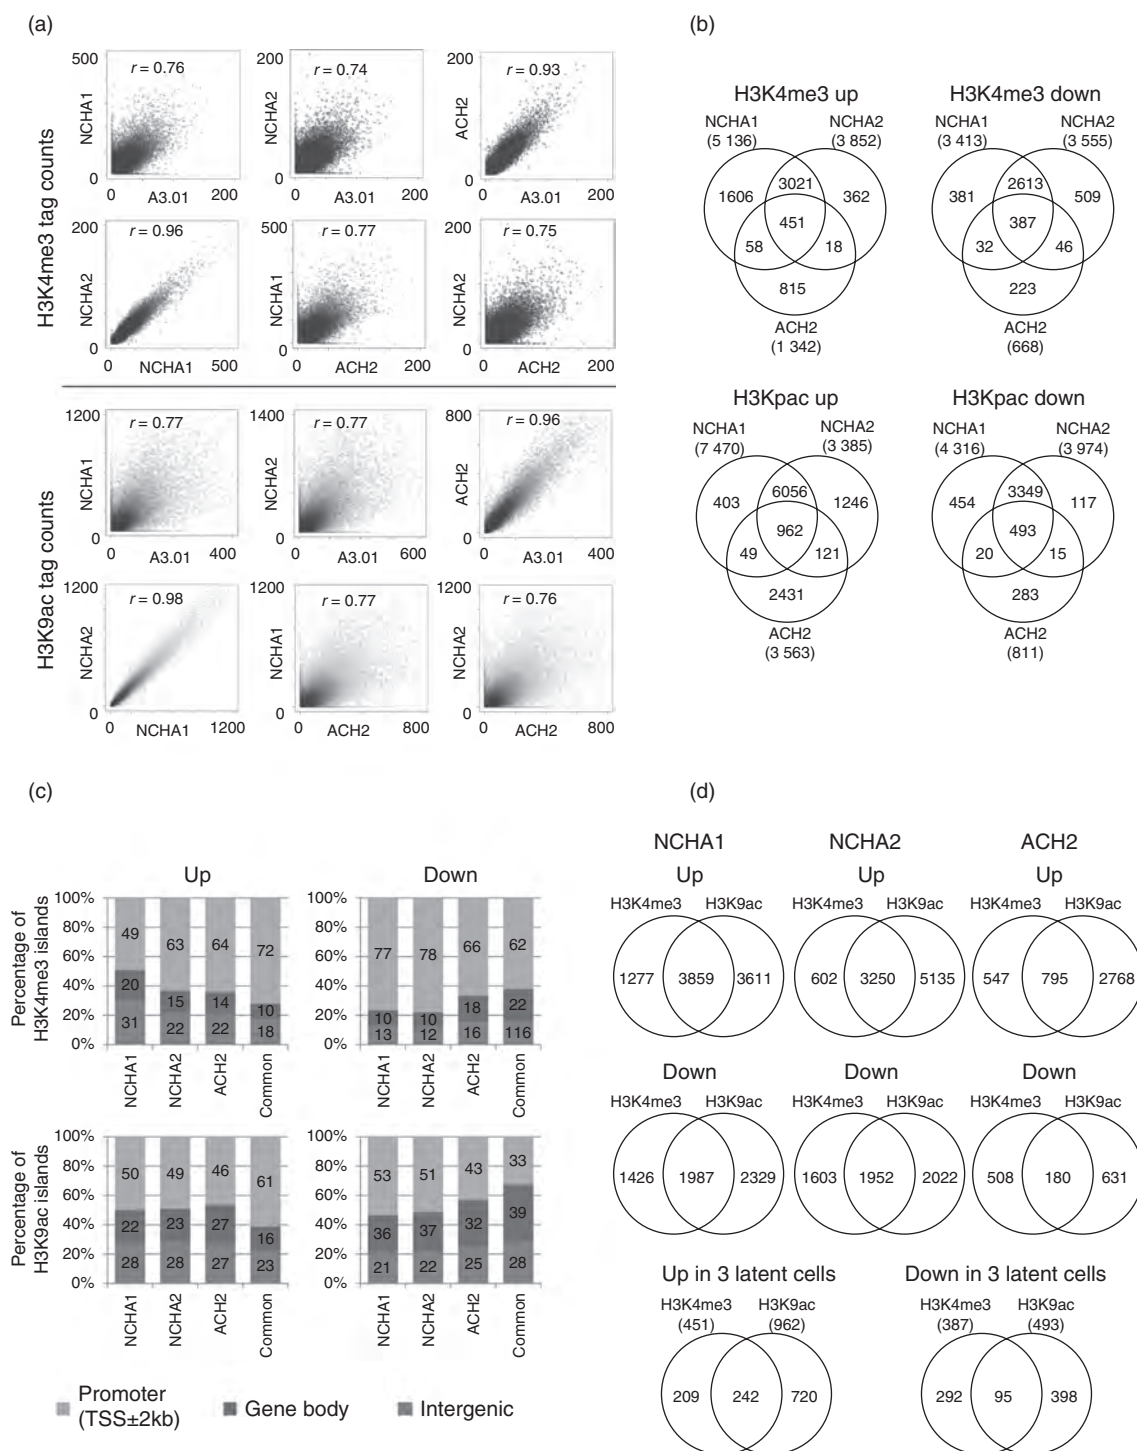 (a)
H3K4me3 tag counts
500
r = 0.76
NCHA1
0
0 200
A3.01
200
r = 0.74
NCHA2
0
0 200
A3.01
200
r = 0.93
ACH2
0
0 200
A3.01
200
r = 0.96
NCHA2
0
0 500
NCHA1
500
r = 0.77
NCHA1
0
0 200
ACH2
200
r = 0.75
NCHA2
0
0 200
ACH2
H3K9ac tag counts
1200
r = 0.77
NCHA1
0
0 400
A3.01
1400
r = 0.77
NCHA2
0
0 600
A3.01
800
r = 0.96
ACH2
0
0 400
A3.01
1200
r = 0.98
NCHA2
0
0 1200
NCHA1
1200
r = 0.77
NCHA1
0
0 800
ACH2
1200
r = 0.76
NCHA2
0
0 800
ACH2
(b)
H3K4me3 up
NCHA1
(5 136)
NCHA2
(3 852)
1606
3021
362
451
58
18
815
ACH2
(1 342)
H3K4me3 down
NCHA1
(3 413)
NCHA2
(3 555)
381
2613
509
387
32
46
223
ACH2
(668)
H3Kpac up
NCHA1
(7 470)
NCHA2
(3 385)
403
6056
1246
962
49
121
2431
ACH2
(3 563)
H3Kpac down
NCHA1
(4 316)
NCHA2
(3 974)
454
3349
117
493
20
15
283
ACH2
(811)
(c)
Percentage of
H3K4me3 islands
Up
100%
80%
60%
40%
20%
0%
49
20
31
63
15
22
64
14
22
72
10
18
NCHA1
NCHA2
ACH2
Common
Down
100%
80%
60%
40%
20%
0%
77
10
13
78
10
12
66
18
16
62
22
116
NCHA1
NCHA2
ACH2
Common
Percentage of
H3K9ac islands
100%
80%
60%
40%
20%
0%
50
22
28
49
23
28
46
27
27
61
16
23
NCHA1
NCHA2
ACH2
Common
100%
80%
60%
40%
20%
0%
53
36
21
51
37
22
43
32
25
33
39
28
NCHA1
NCHA2
ACH2
Common
Promoter
(TSS±2kb)
Gene body
Intergenic
(d)
NCHA1
Up
H3K4me3 H3K9ac
1277 3859 3611
NCHA2
Up
H3K4me3 H3K9ac
602 3250 5135
ACH2
Up
H3K4me3 H3K9ac
547 795 2768
Down
H3K4me3 H3K9ac
1426 1987 2329
Down
H3K4me3 H3K9ac
1603 1952 2022
Down
H3K4me3 H3K9ac
508 180 631
Up in 3 latent cells
H3K4me3 H3K9ac
(451) (962)
209 242 720
Down in 3 latent cells
H3K4me3 H3K9ac
(387) (493)
292 95 398